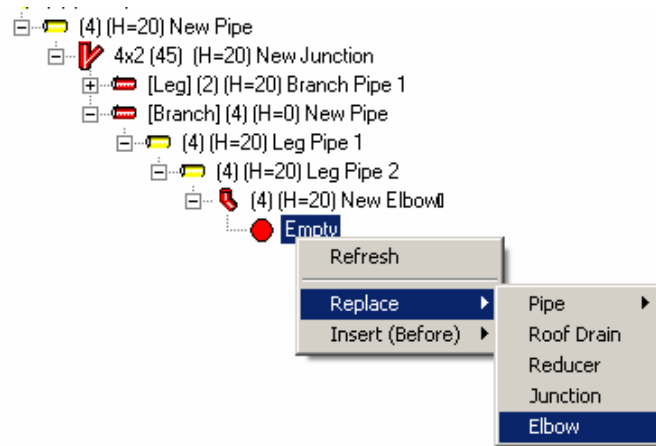 (4) (H=20) New Pipe
4x2 (45) (H=20) New Junction
[Leg] (2) (H=20) Branch Pipe 1
[Branch] (4) (H=0) New Pipe
(4) (H=20) Leg Pipe 1
(4) (H=20) Leg Pipe 2
(4) (H=20) New Elbow
Empty
Refresh
Replace
Insert (Before)
Pipe
Roof Drain
Reducer
Junction
Elbow